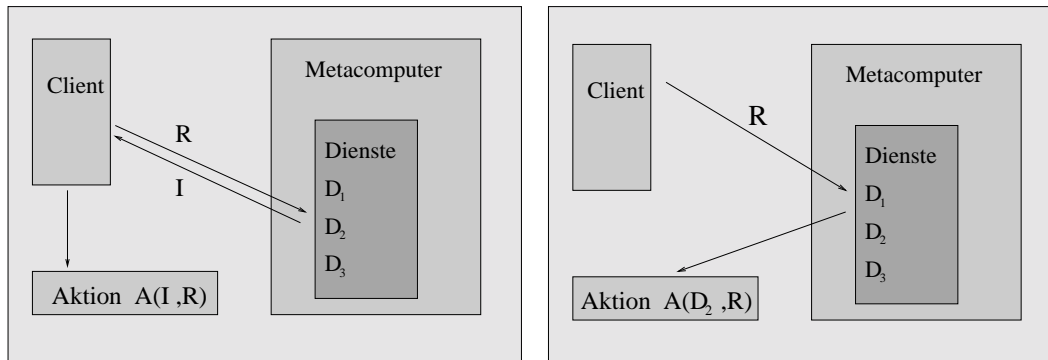 Client
Metacomputer
R
I
Dienste
D₁
D₂
D₃
Aktion A(I ,R)
Client
Metacomputer
R
Dienste
D₁
D₂
D₃
Aktion A(D₂ ,R)